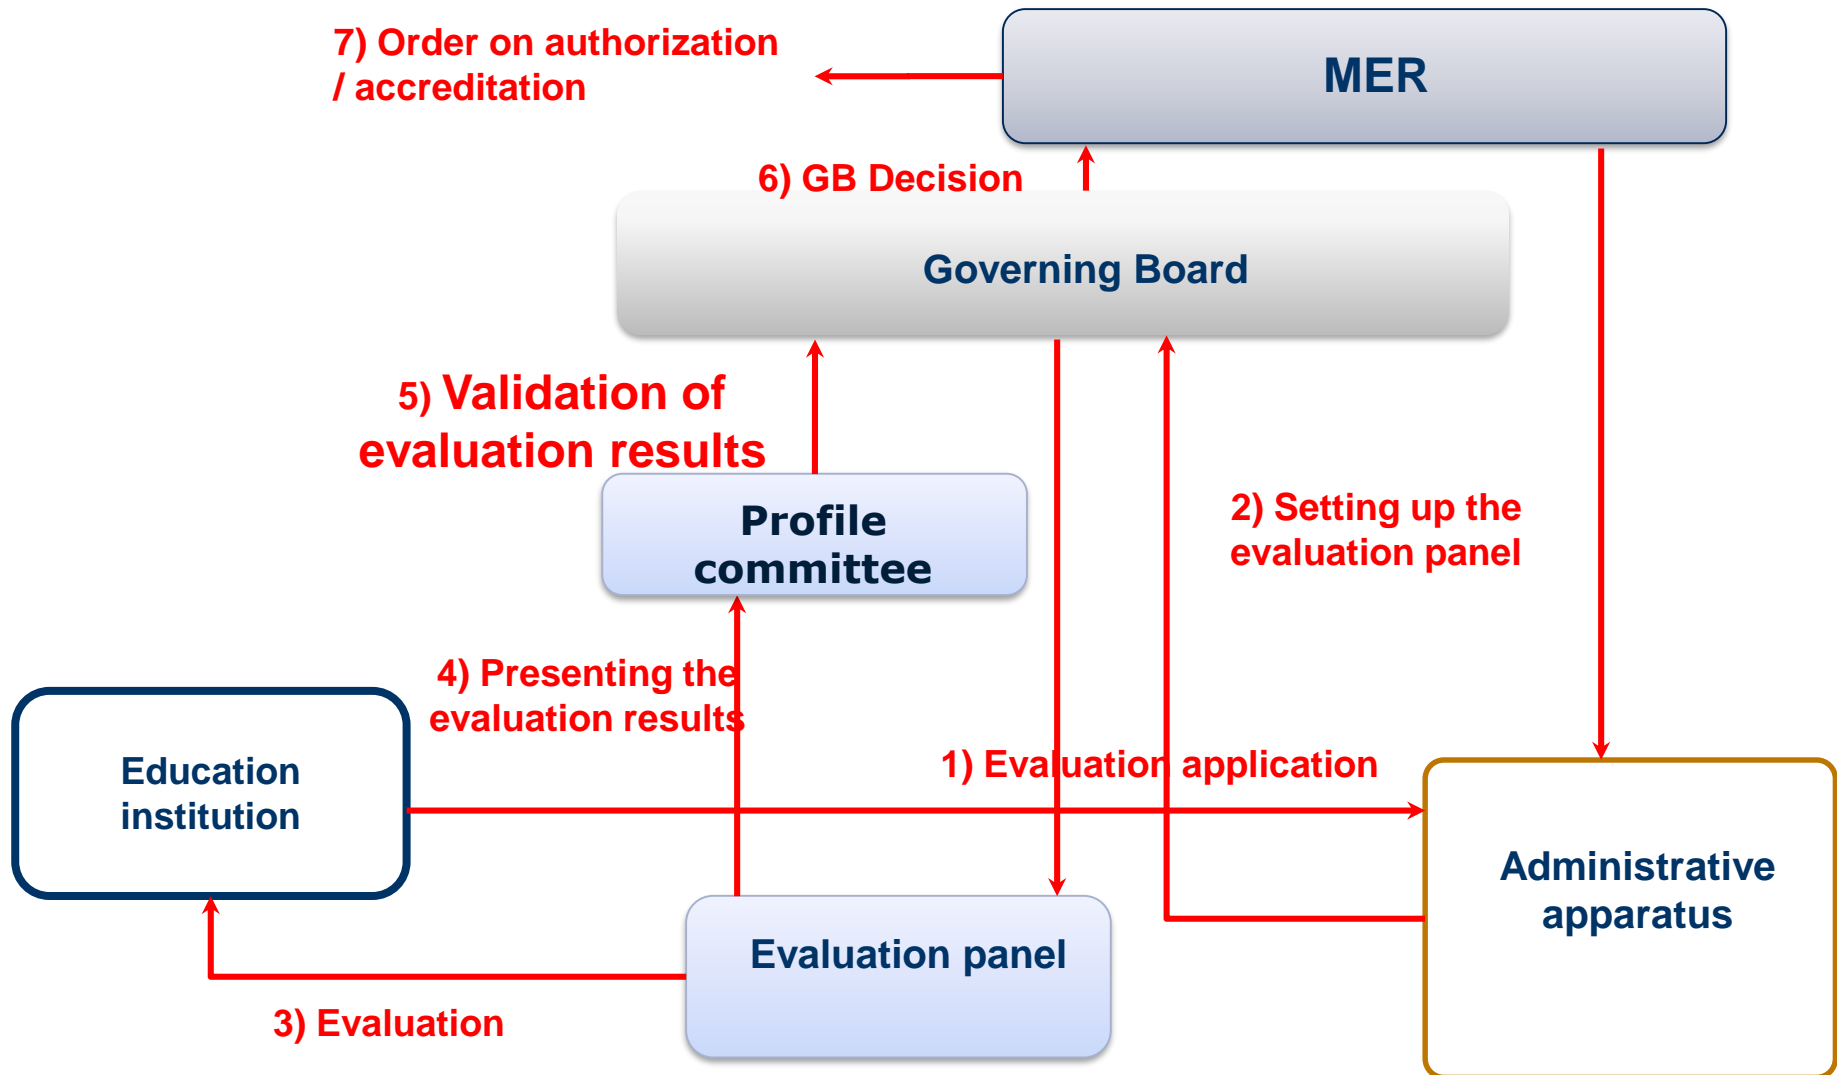 7) Order on authorization
/ accreditation
MER
6) GB Decision
Governing Board
5) Validation of
evaluation results
Profile
committee
2) Setting up the
evaluation panel
4) Presenting the
evaluation results
Education
institution
1) Evaluation application
Administrative
apparatus
Evaluation panel
3) Evaluation